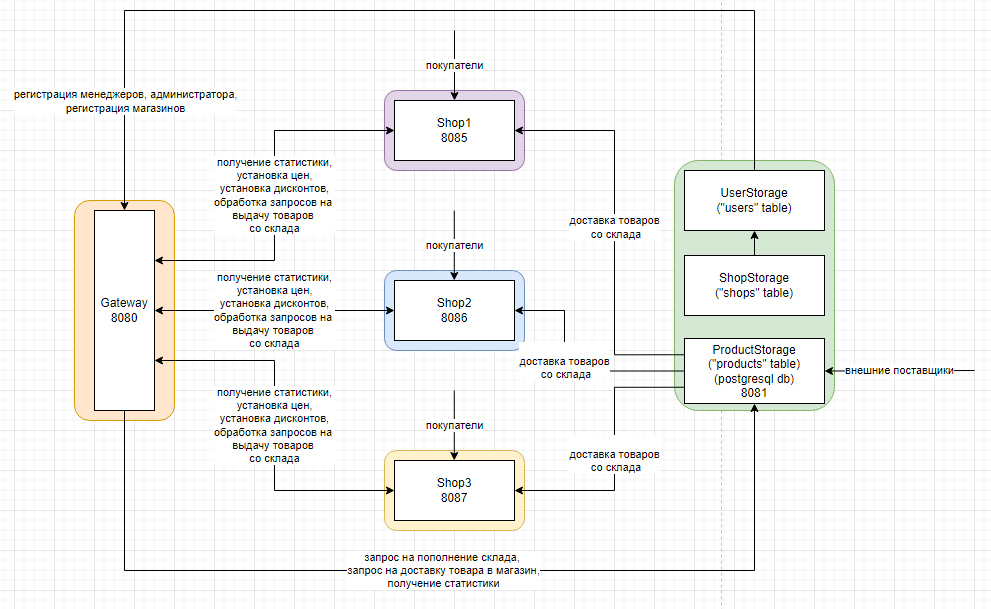 покупатели
регистрация менеджеров, администратора,
регистрация магазинов
Shop1
8085
получение статистики,
установка цен,
установка дисконтов,
обработка запросов на
выдачу товаров
со склада
UserStorage
("users" table)
доставка товаров
со склада
покупатели
ShopStorage
("shops" table)
Gateway
8080
получение статистики,
установка цен,
установка дисконтов,
обработка запросов на
выдачу товаров
со склада
Shop2
8086
доставка товаров
со склада
ProductStorage
("products" table)
(postgresql db)
8081
внешние поставщики
получение статистики,
установка цен,
установка дисконтов,
обработка запросов на
выдачу товаров
со склада
покупатели
доставка товаров
со склада
Shop3
8087
запрос на пополнение склада,
запрос на доставку товара в магазин,
получение статистики